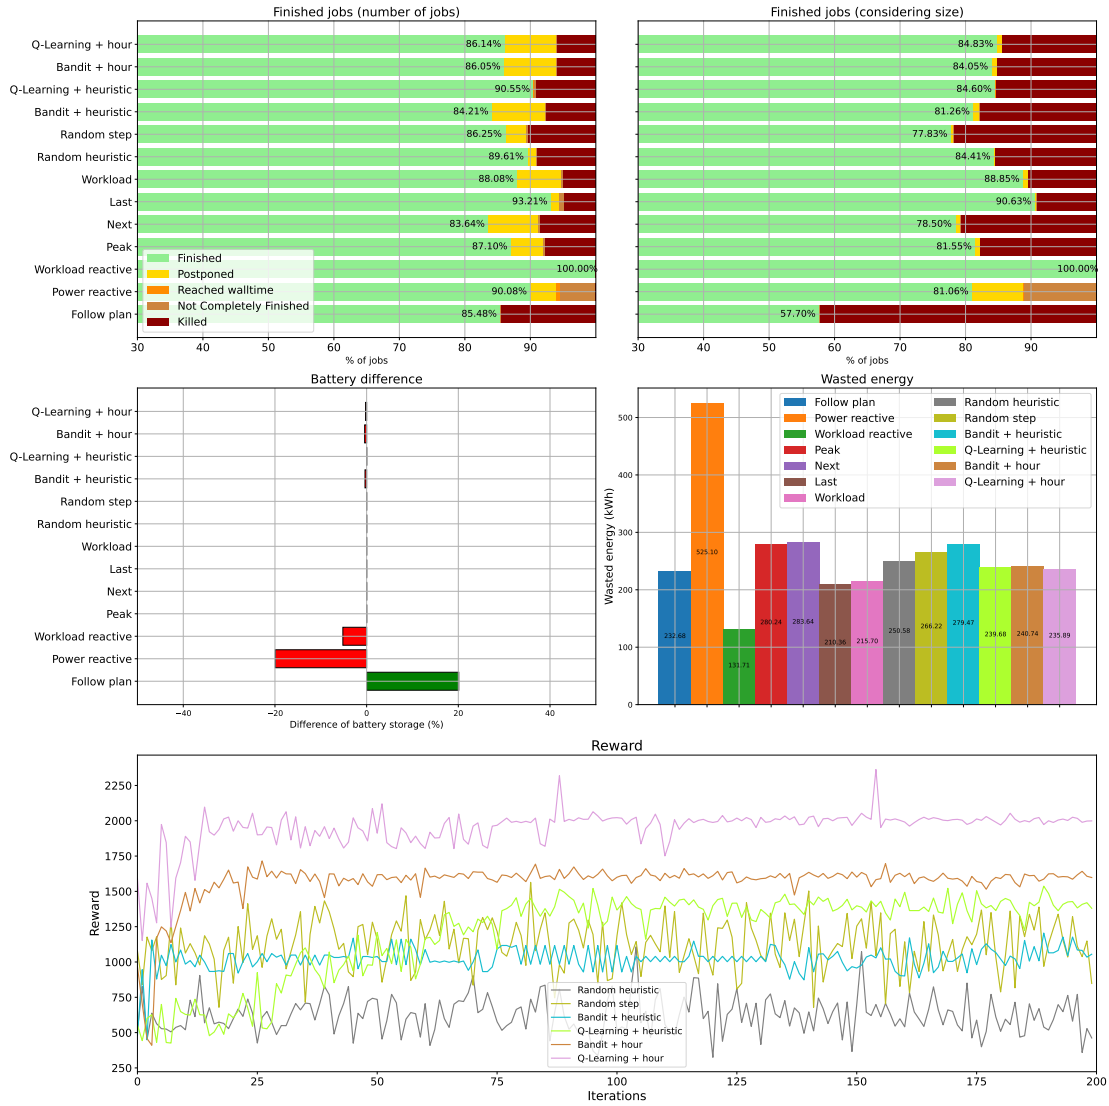 Finished jobs (number of jobs)
Q-Learning + hour
86.14%
Bandit + hour
86.05%
Q-Learning + heuristic
90.55%
Bandit + heuristic
84.21%
Random step
86.25%
Random heuristic
89.61%
Workload
88.08%
Last
93.21%
Next
83.64%
Peak
87.10%
Workload reactive
100.00%
Power reactive
90.08%
Follow plan
85.48%
Finished
Postponed
Reached walltime
Not Completely Finished
Killed
30 40 50 60 70 80 90
% of jobs
Finished jobs (considering size)
84.83%
84.05%
84.60%
81.26%
77.83%
84.41%
88.85%
90.63%
78.50%
81.55%
100.00%
81.06%
57.70%
30 40 50 60 70 80 90
% of jobs
Battery difference
Q-Learning + hour
Bandit + hour
Q-Learning + heuristic
Bandit + heuristic
Random step
Random heuristic
Workload
Last
Next
Peak
Workload reactive
Power reactive
Follow plan
−40 −20 0 20 40
Difference of battery storage (%)
Wasted energy
Wasted energy (kWh)
500
400
300
200
100
0
Follow plan
Power reactive
Workload reactive
Peak
Next
Last
Workload
Random heuristic
Random step
Bandit + heuristic
Q-Learning + heuristic
Bandit + hour
Q-Learning + hour
232.68
525.10
131.71
280.24
283.64
210.36
215.70
250.58
266.22
279.47
239.68
240.74
235.89
Reward
Reward
2250
2000
1750
1500
1250
1000
750
500
250
Random heuristic
Random step
Bandit + heuristic
Q-Learning + heuristic
Bandit + hour
Q-Learning + hour
0 25 50 75 100 125 150 175 200
Iterations